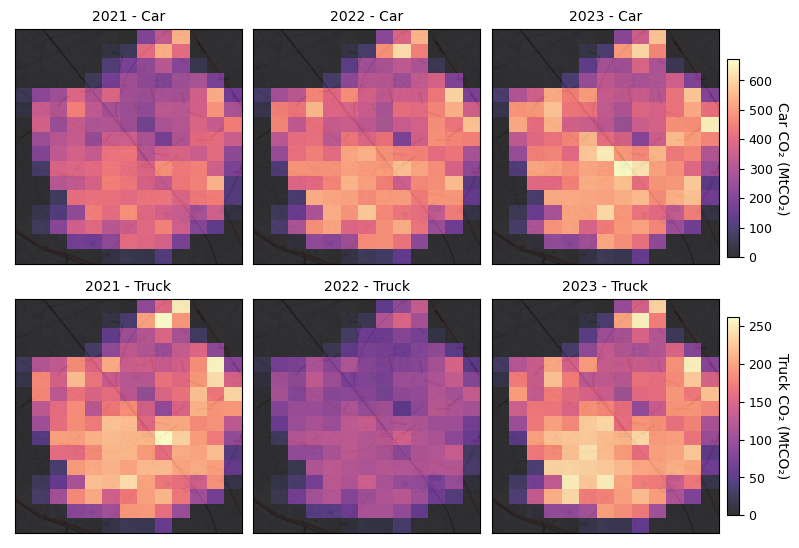 2021 - Car
2022 - Car
2023 - Car
600
500
400
300
200
100
0
Car CO₂ (MtCO₂)
2021 - Truck
2022 - Truck
2023 - Truck
250
200
150
100
50
0
Truck CO₂ (MtCO₂)